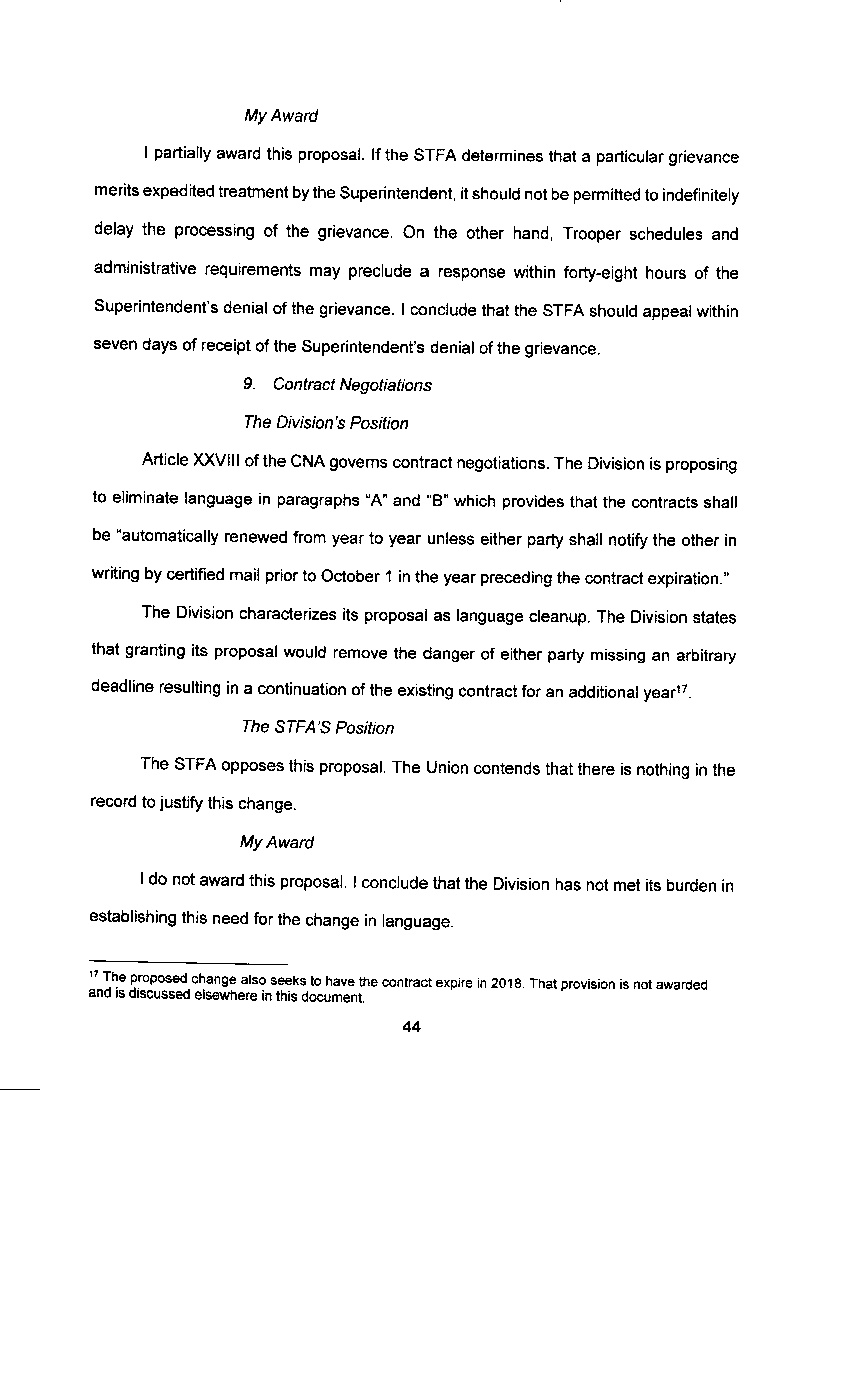 My Award
I partially award this proposal. If the STFA determines that a particular grievance
merits expedited treatment by the Superintendent, it should not be permitted to indefinitely
delay the processing of the grievance. On the other hand, Trooper schedules and
administrative requirements may preclude a response within forty-eight hours of the
Superintendent's denial of the grievance. I conclude that the STFA should appeal within
seven days of receipt of the Superintendent's denial of the grievance.
9. Contract Negotiations
The Division's Position
Article XXVIII of the CNA governs contract negotiations. The Division is proposing
to eliminate language in paragraphs "A" and "B" which provides that the contracts shall
be "automatically renewed from year to year unless either party shall notify the other in
writing by certified mail prior to October 1 in the year preceding the contract expiration."
The Division characterizes its proposal as language cleanup. The Division states
that granting its proposal would remove the danger of either party missing an arbitrary
deadline resulting in a continuation of the existing contract for an additional year17.
The STFA'S Position
The STFA opposes this proposal. The Union contends that there is nothing in the
record to justify this change.
My Award
I do not award this proposal. I conclude that the Division has not met its burden in
establishing this need for the change in language.
17 The proposed change also seeks to have the contract expire in 2018. That provision is not awarded
and is discussed elsewhere in this document.
44